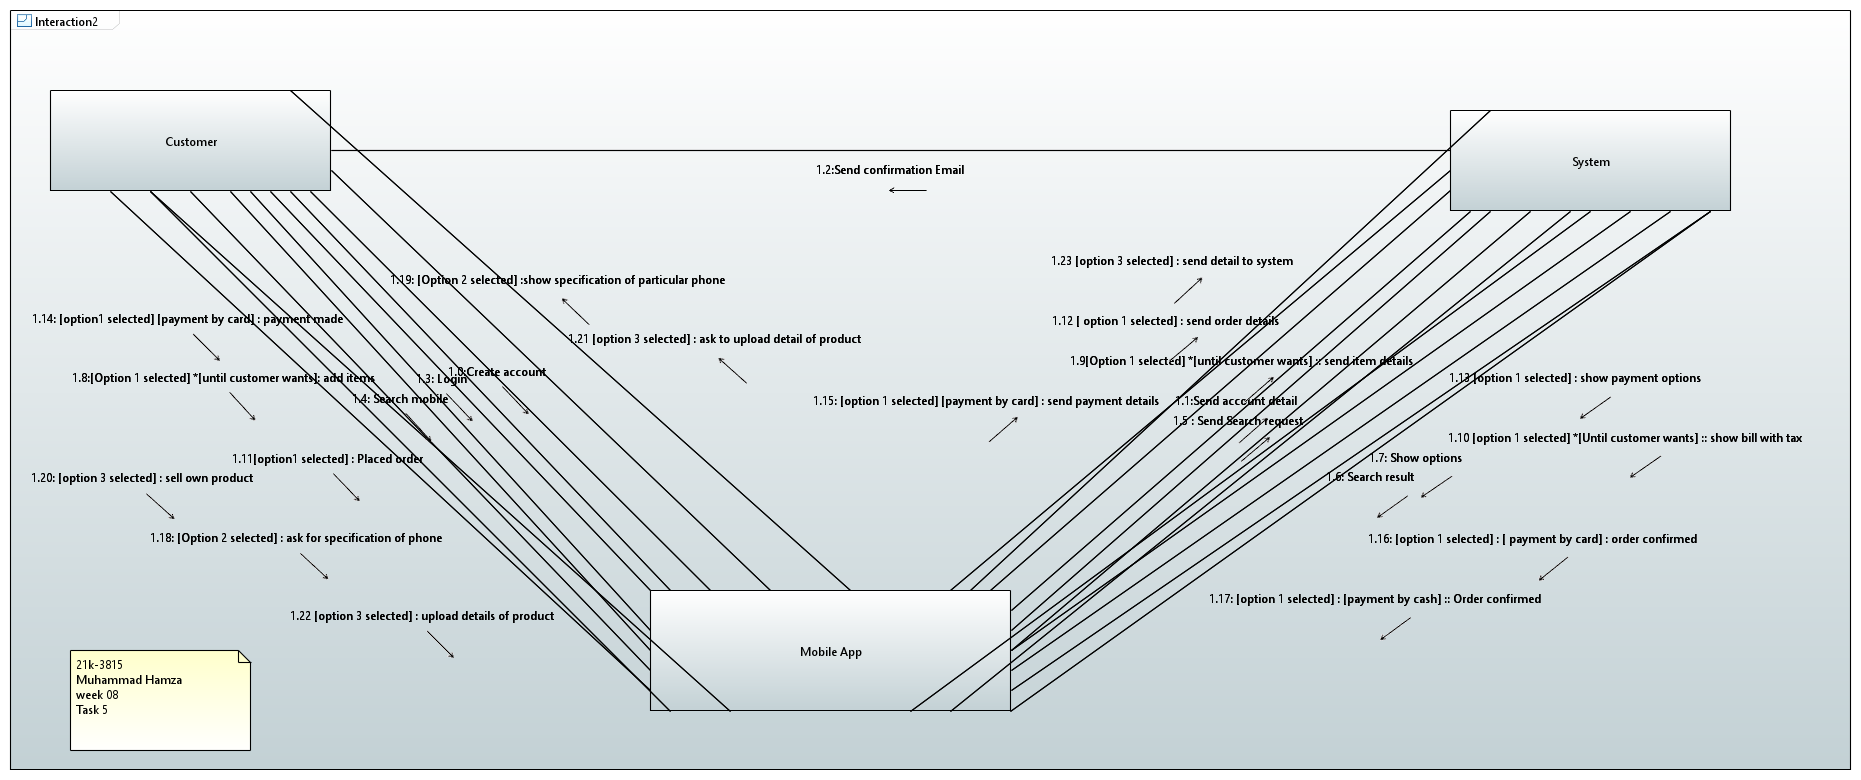 Interaction2
Customer
System
1.2:Send confirmation Email
1.23 [option 3 selected] : send detail to system
1.19: [Option 2 selected] :show specification of particular phone
1.14: [option1 selected] [payment by card] : payment made
1.12 [ option 1 selected] : send order details
1.21 [option 3 selected] : ask to upload detail of product
1.9[Option 1 selected] *[until customer wants] :: send item details
1.0:Create account
1.8:[Option 1 selected] *[until customer wants]: add items
1.3: Login
1.13 [option 1 selected] : show payment options
1.4: Search mobile
1.15: [option 1 selected] [payment by card] : send payment details
1.1:Send account detail
1.5 : Send Search request
1.10 [option 1 selected] *[Until customer wants] :: show bill with tax
1.11[option1 selected] : Placed order
1.7: Show options
1.20: [option 3 selected] : sell own product
1.6: Search result
1.18: [Option 2 selected] : ask for specification of phone
1.16: [option 1 selected] : [ payment by card] : order confirmed
1.17: [option 1 selected] : [payment by cash] :: Order confirmed
1.22 [option 3 selected] : upload details of product
Mobile App
21k-3815
Muhammad Hamza
week 08
Task 5